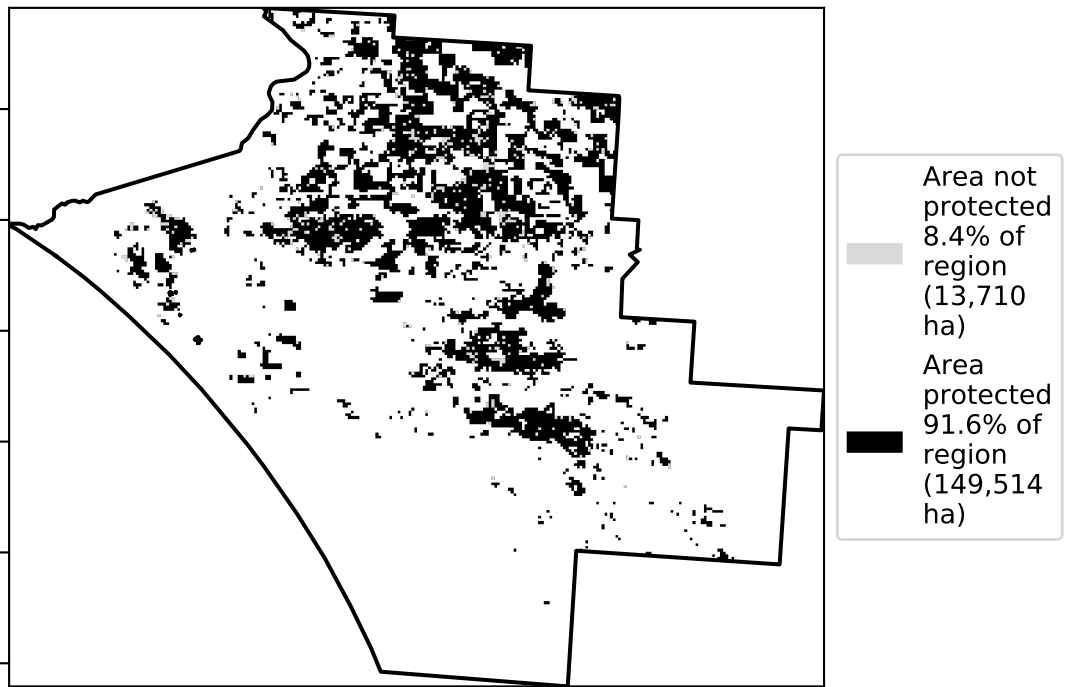 Area not
protected
8.4% of
region
(13,710
ha)
Area
protected
91.6% of
region
(149,514
ha)